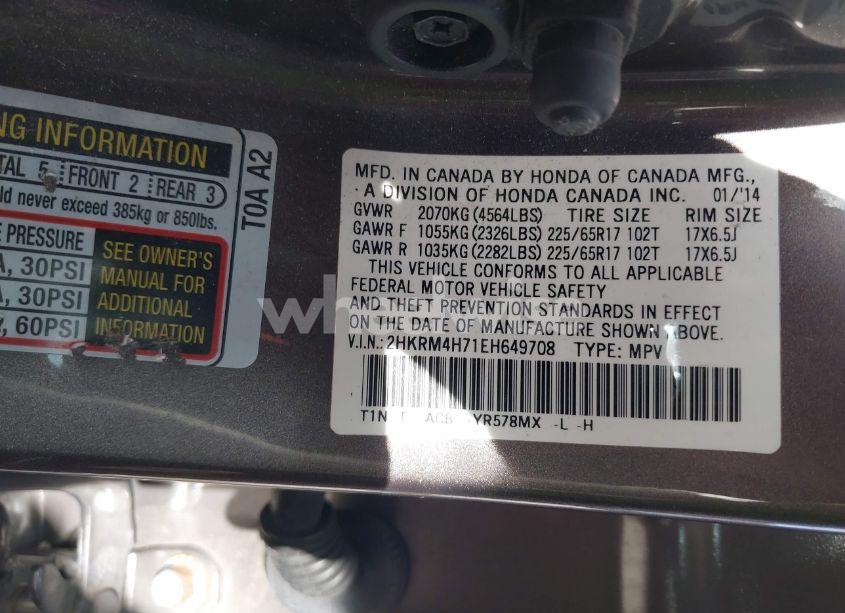 NG INFORMATION
TAL 5 FRONT 2 REAR 3
ld never exceed 385kg or 850lbs.
E PRESSURE
A, 30PSI
A, 30PSI
60PSI
SEE OWNER'S
MANUAL FOR
ADDITIONAL
INFORMATION
T0A A2
MFD. IN CANADA BY HONDA OF CANADA MFG.,
A DIVISION OF HONDA CANADA INC. 01/'14
GVWR 2070KG (4564LBS) TIRE SIZE RIM SIZE
GAWR F 1055KG (2326LBS) 225/65R17 102T 17X6.5J
GAWR R 1035KG (2282LBS) 225/65R17 102T 17X6.5J
THIS VEHICLE CONFORMS TO ALL APPLICABLE
FEDERAL MOTOR VEHICLE SAFETY
AND THEFT PREVENTION STANDARDS IN EFFECT
ON THE DATE OF MANUFACTURE SHOWN ABOVE.
V.I.N.: 2HKRM4H71EH649708 TYPE: MPV
YR578MX -L -H